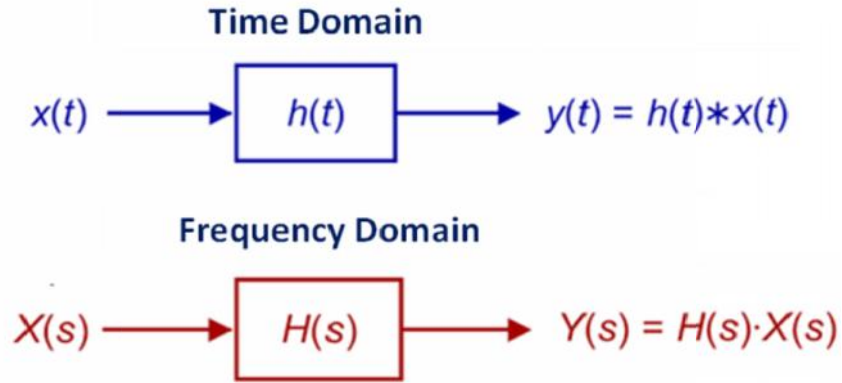 Time Domain
x(t) h(t) y(t) = h(t)∗x(t)
Frequency Domain
X(s) H(s) Y(s) = H(s)·X(s)